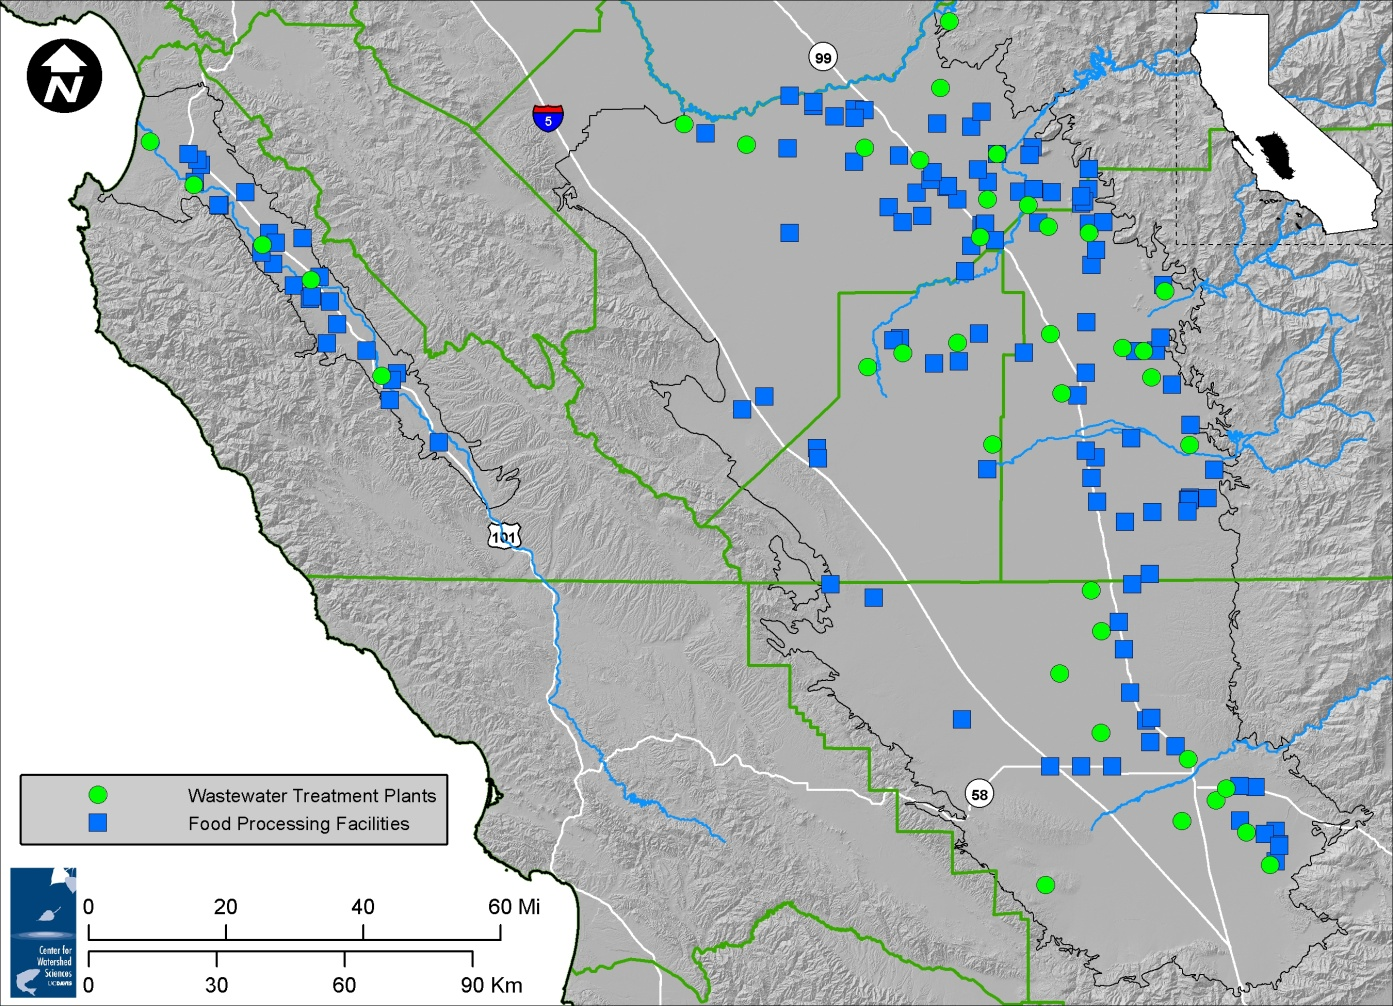 N
99
5
101
58
Wastewater Treatment Plants
Food Processing Facilities
0 20 40 60 Mi
0 30 60 90 Km
Center for
Watershed
Sciences
UCDAVIS